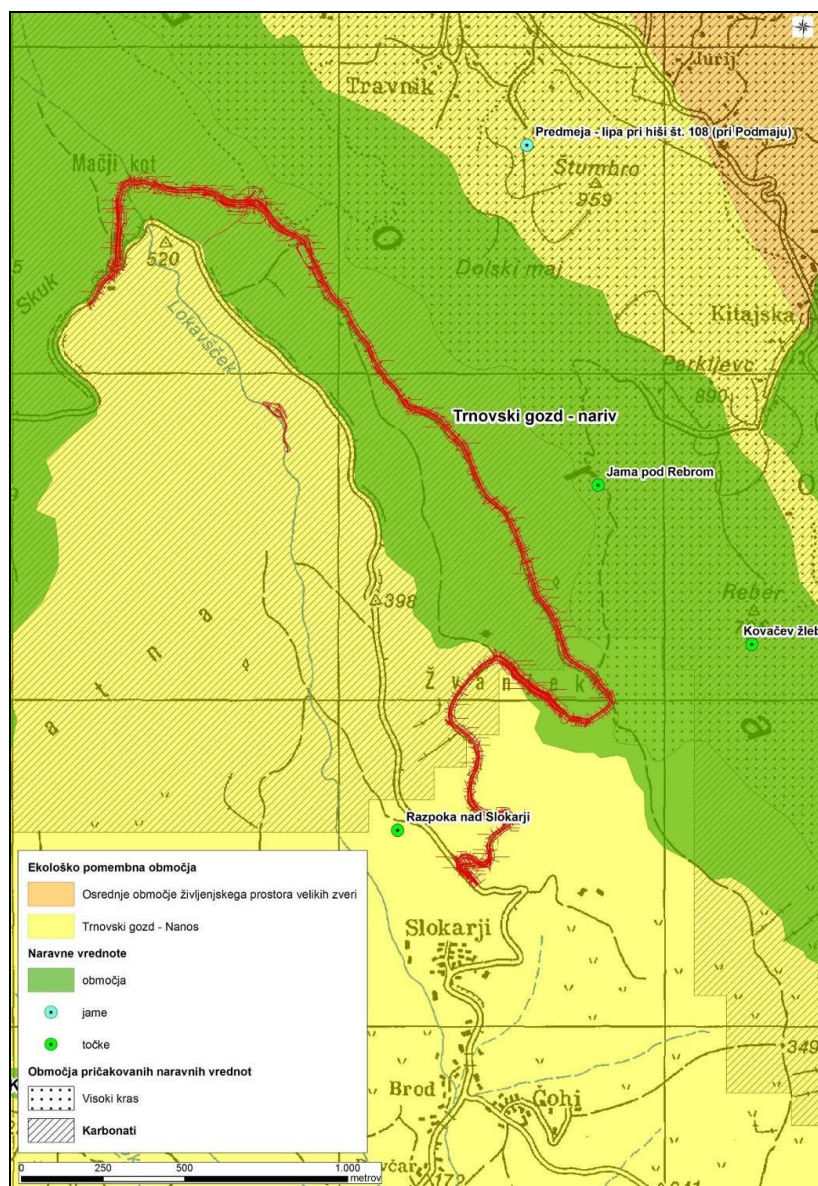 Jurij
Travnik
Predmeja - lipa pri hiši št. 108 (pri Podmaju)
Mačji kot
Štumbro
959
520
Dolski maj
Skuk
Lokavšček
Kitajska
Parkljevc
890
Trnovski gozd - nariv
Jama pod Rebrom
O
r
398
Reber
Kovačev žleb
Žvantek
a t n a
a
Razpoka nad Slokarji
Slokarji
Brod
Čohi
349
172
Ekološko pomembna območja
Osrednje območje življenjskega prostora velikih zveri
Trnovski gozd - Nanos
Naravne vrednote
območja
jame
točke
Območja pričakovanih naravnih vrednot
Visoki kras
Karbonati
0 250 500 1.000
metrov